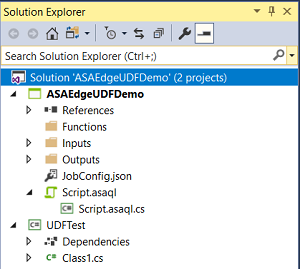 Solution Explorer
Search Solution Explorer (Ctrl+;)
Solution 'ASAEdgeUDFDemo' (2 projects)
ASAEdgeUDFDemo
References
Functions
Inputs
Outputs
JobConfig.json
Script.asaql
C# Script.asaql.cs
C# UDFTest
Dependencies
C# Class1.cs